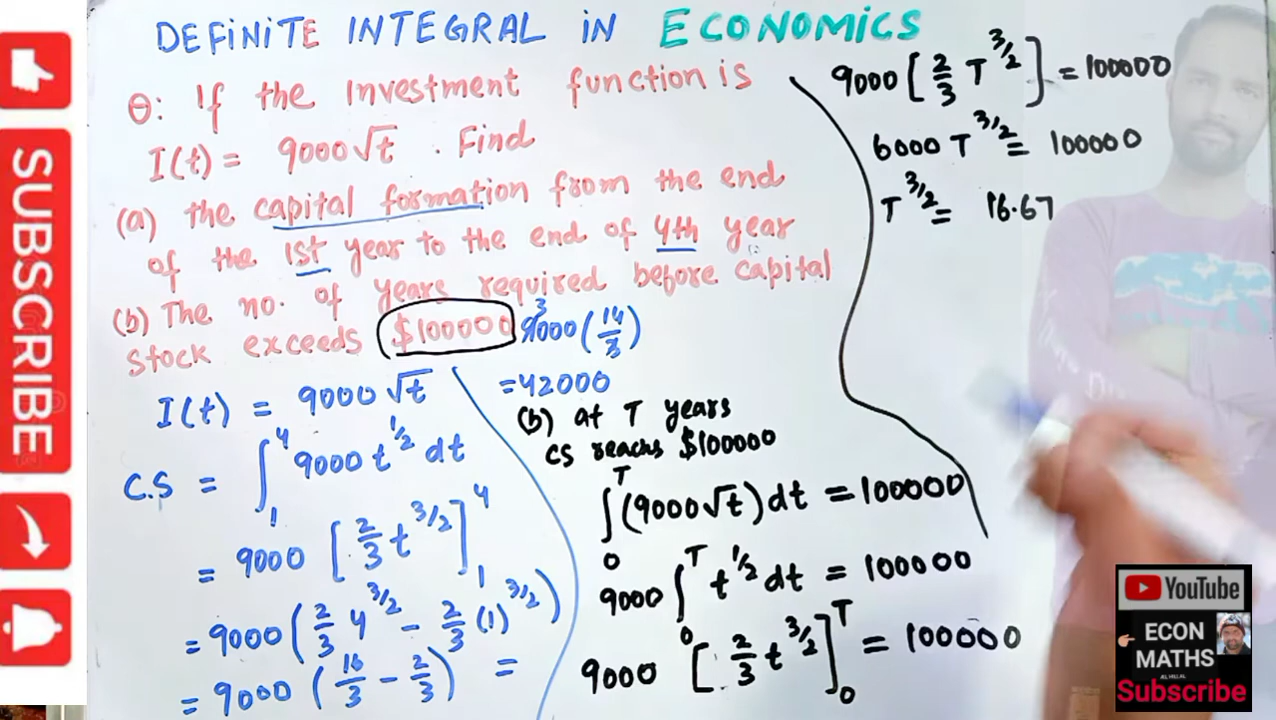 DEFiNiTE INTEGRAL iN ECONOMiCS
Q: If the Investment function is
I(t) = 9000√t . Find
(a) the capital formation from the end
of the 1st year to the end of 4th year
(b) The no. of years required before capital
stock exceeds $100000
I(t) = 9000√t
C.S = ∫₁⁴ 9000 t^1/2 dt
= 9000 [2/3 t^3/2]₁⁴
= 9000 (2/3 4^3/2 - 2/3 (1)^3/2)
= 9000 (16/3 - 2/3) =
3
9000 (14/3)
= 42000
(b) at T years
CS reachs $100000
∫₀ᵀ (9000√t) dt = 100000
9000 ∫₀ᵀ t^1/2 dt = 100000
9000 [2/3 t^3/2]₀ᵀ = 100000
9000 [2/3 T^3/2] = 100000
6000 T^3/2 = 100000
T^3/2 = 16.67
SUBSCRIBE
YouTube
ECON
MATHS
AL HILLAL
Subscribe